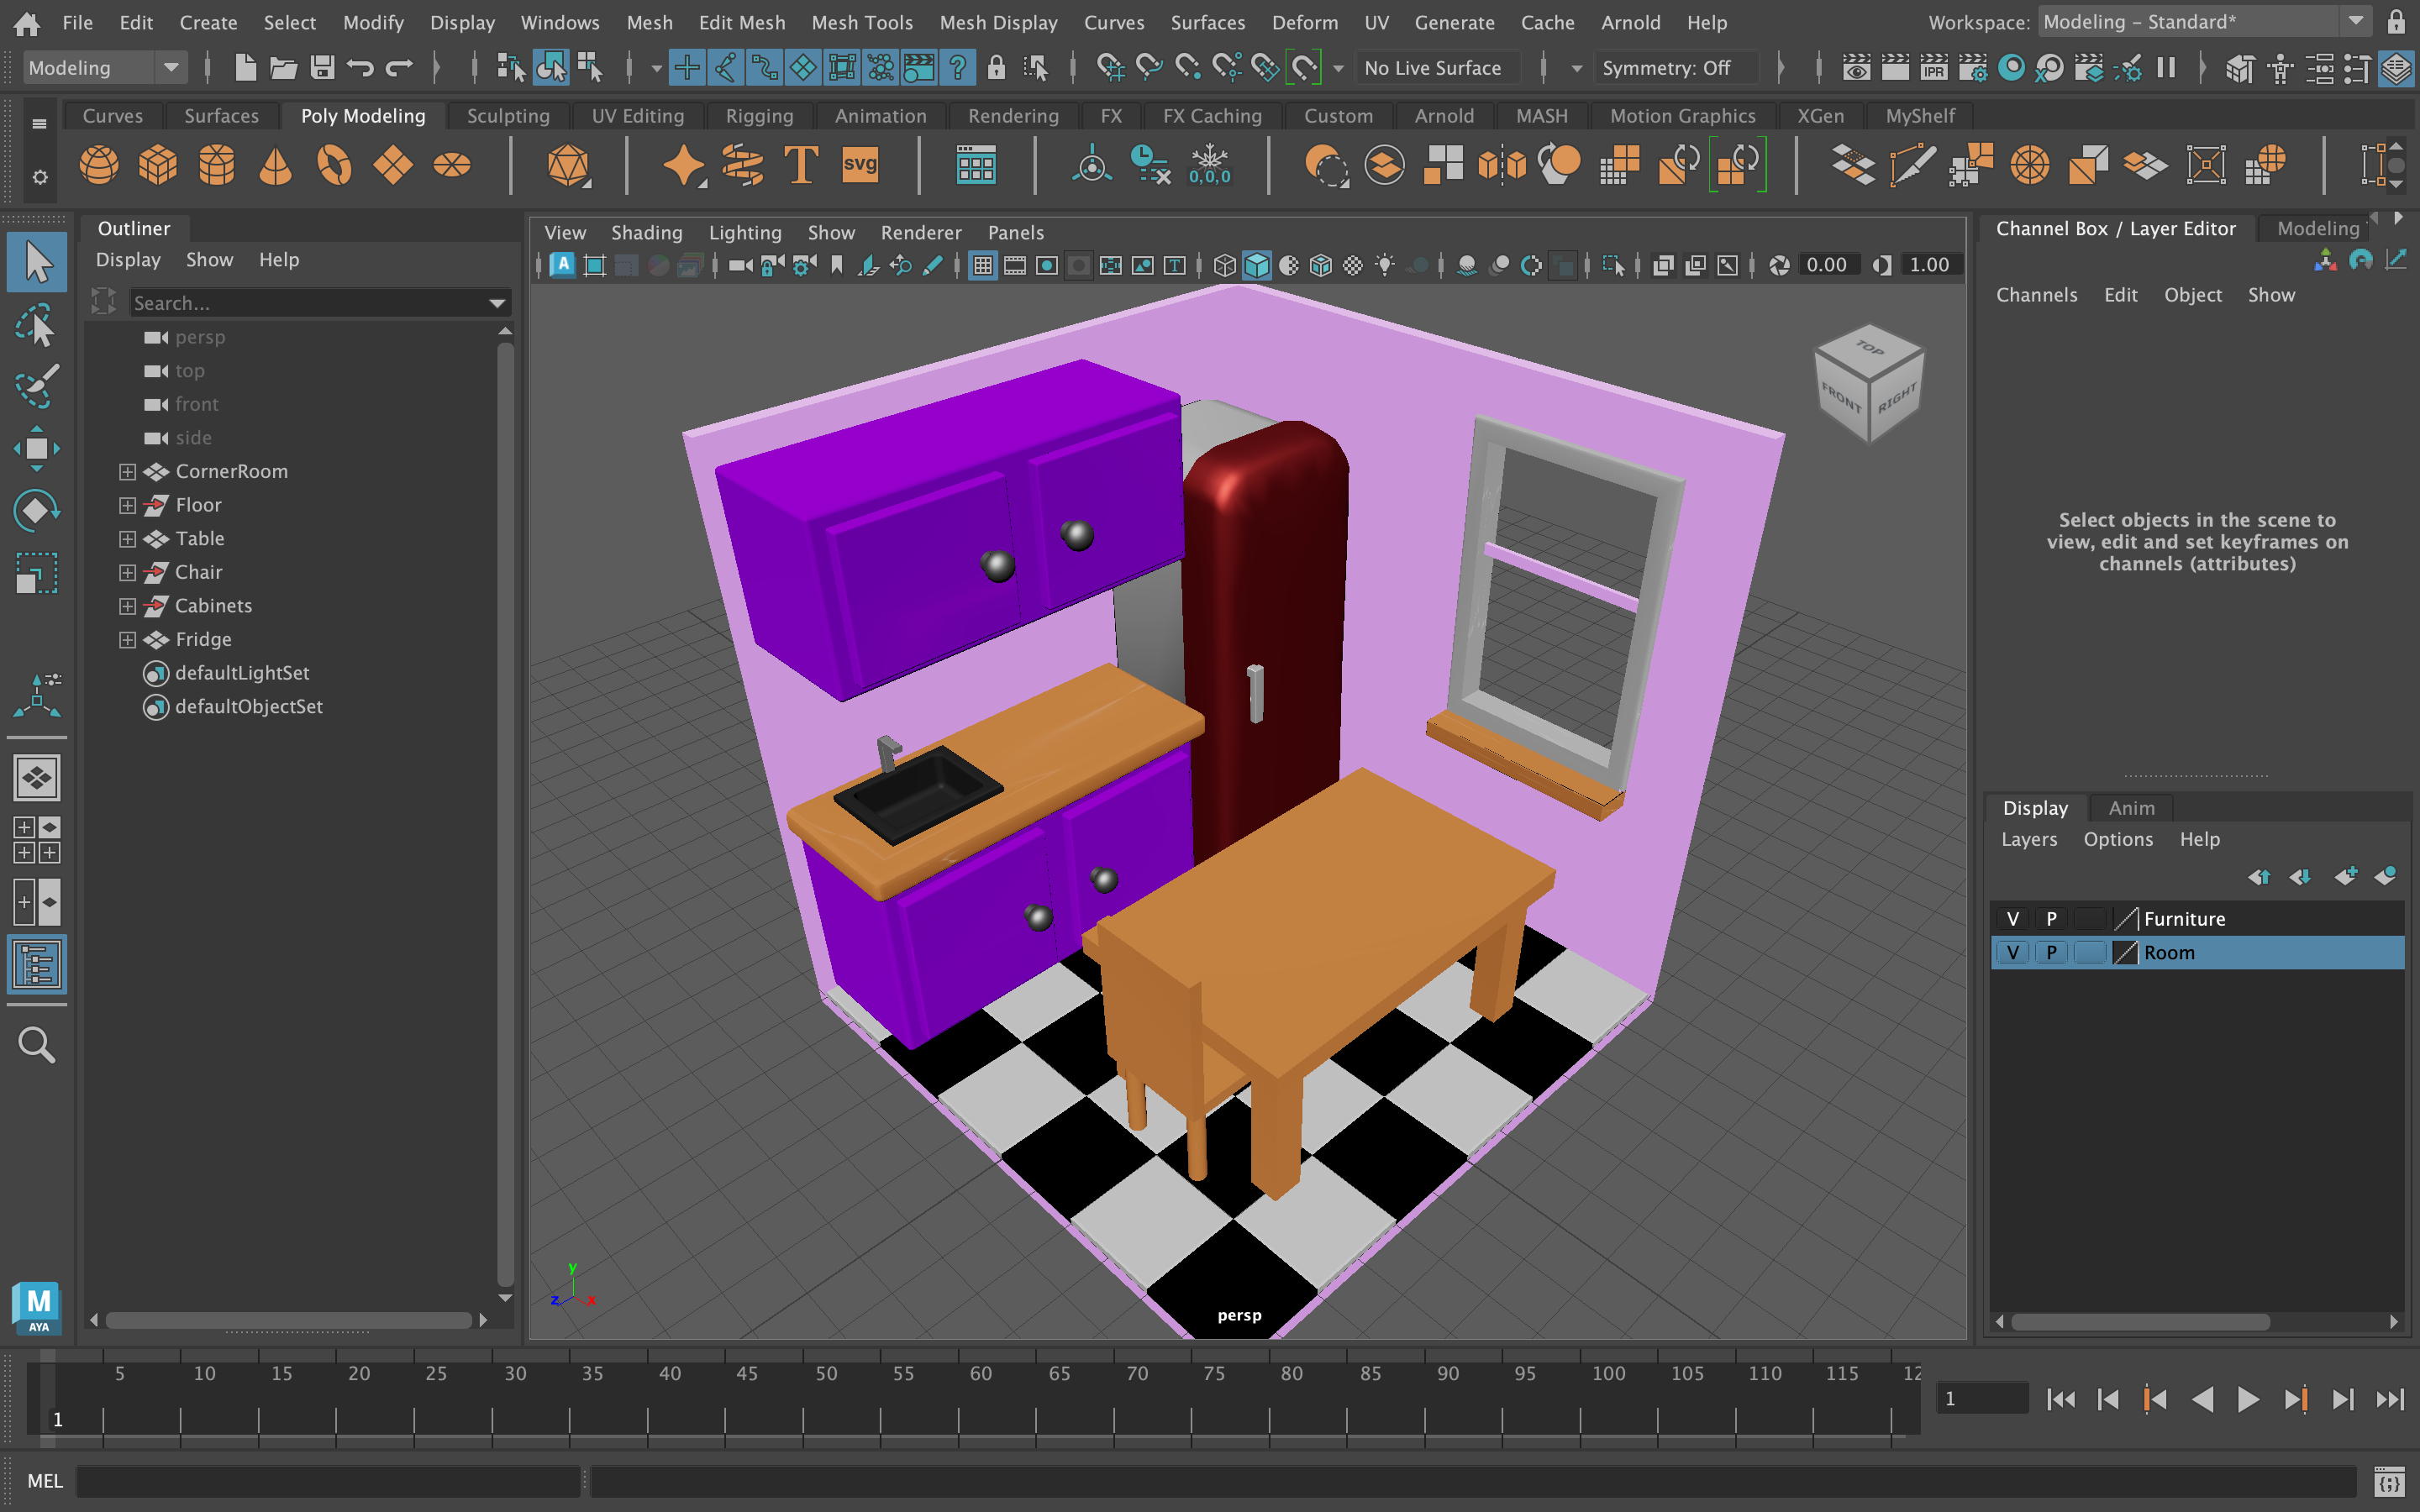 File Edit Create Select Modify Display Windows Mesh Edit Mesh Mesh Tools Mesh Display Curves Surfaces Deform UV Generate Cache Arnold Help Workspace: Modeling - Standard*
Modeling No Live Surface Symmetry: Off
IPR
Curves Surfaces Poly Modeling Sculpting UV Editing Rigging Animation Rendering FX FX Caching Custom Arnold MASH Motion Graphics XGen MyShelf
T svg 0,0,0
Outliner
Display Show Help
Search...
persp
top
front
side
CornerRoom
Floor
Table
Chair
Cabinets
Fridge
defaultLightSet
defaultObjectSet
View Shading Lighting Show Renderer Panels
0.00 1.00
TOP
FRONT RIGHT
y
z x
persp
Channel Box / Layer Editor Modeling
Channels Edit Object Show
Select objects in the scene to
view, edit and set keyframes on
channels (attributes)
Display Anim
Layers Options Help
V P Furniture
V P Room
M
AYA
5 10 15 20 25 30 35 40 45 50 55 60 65 70 75 80 85 90 95 100 105 110 115 12
1
1
MEL